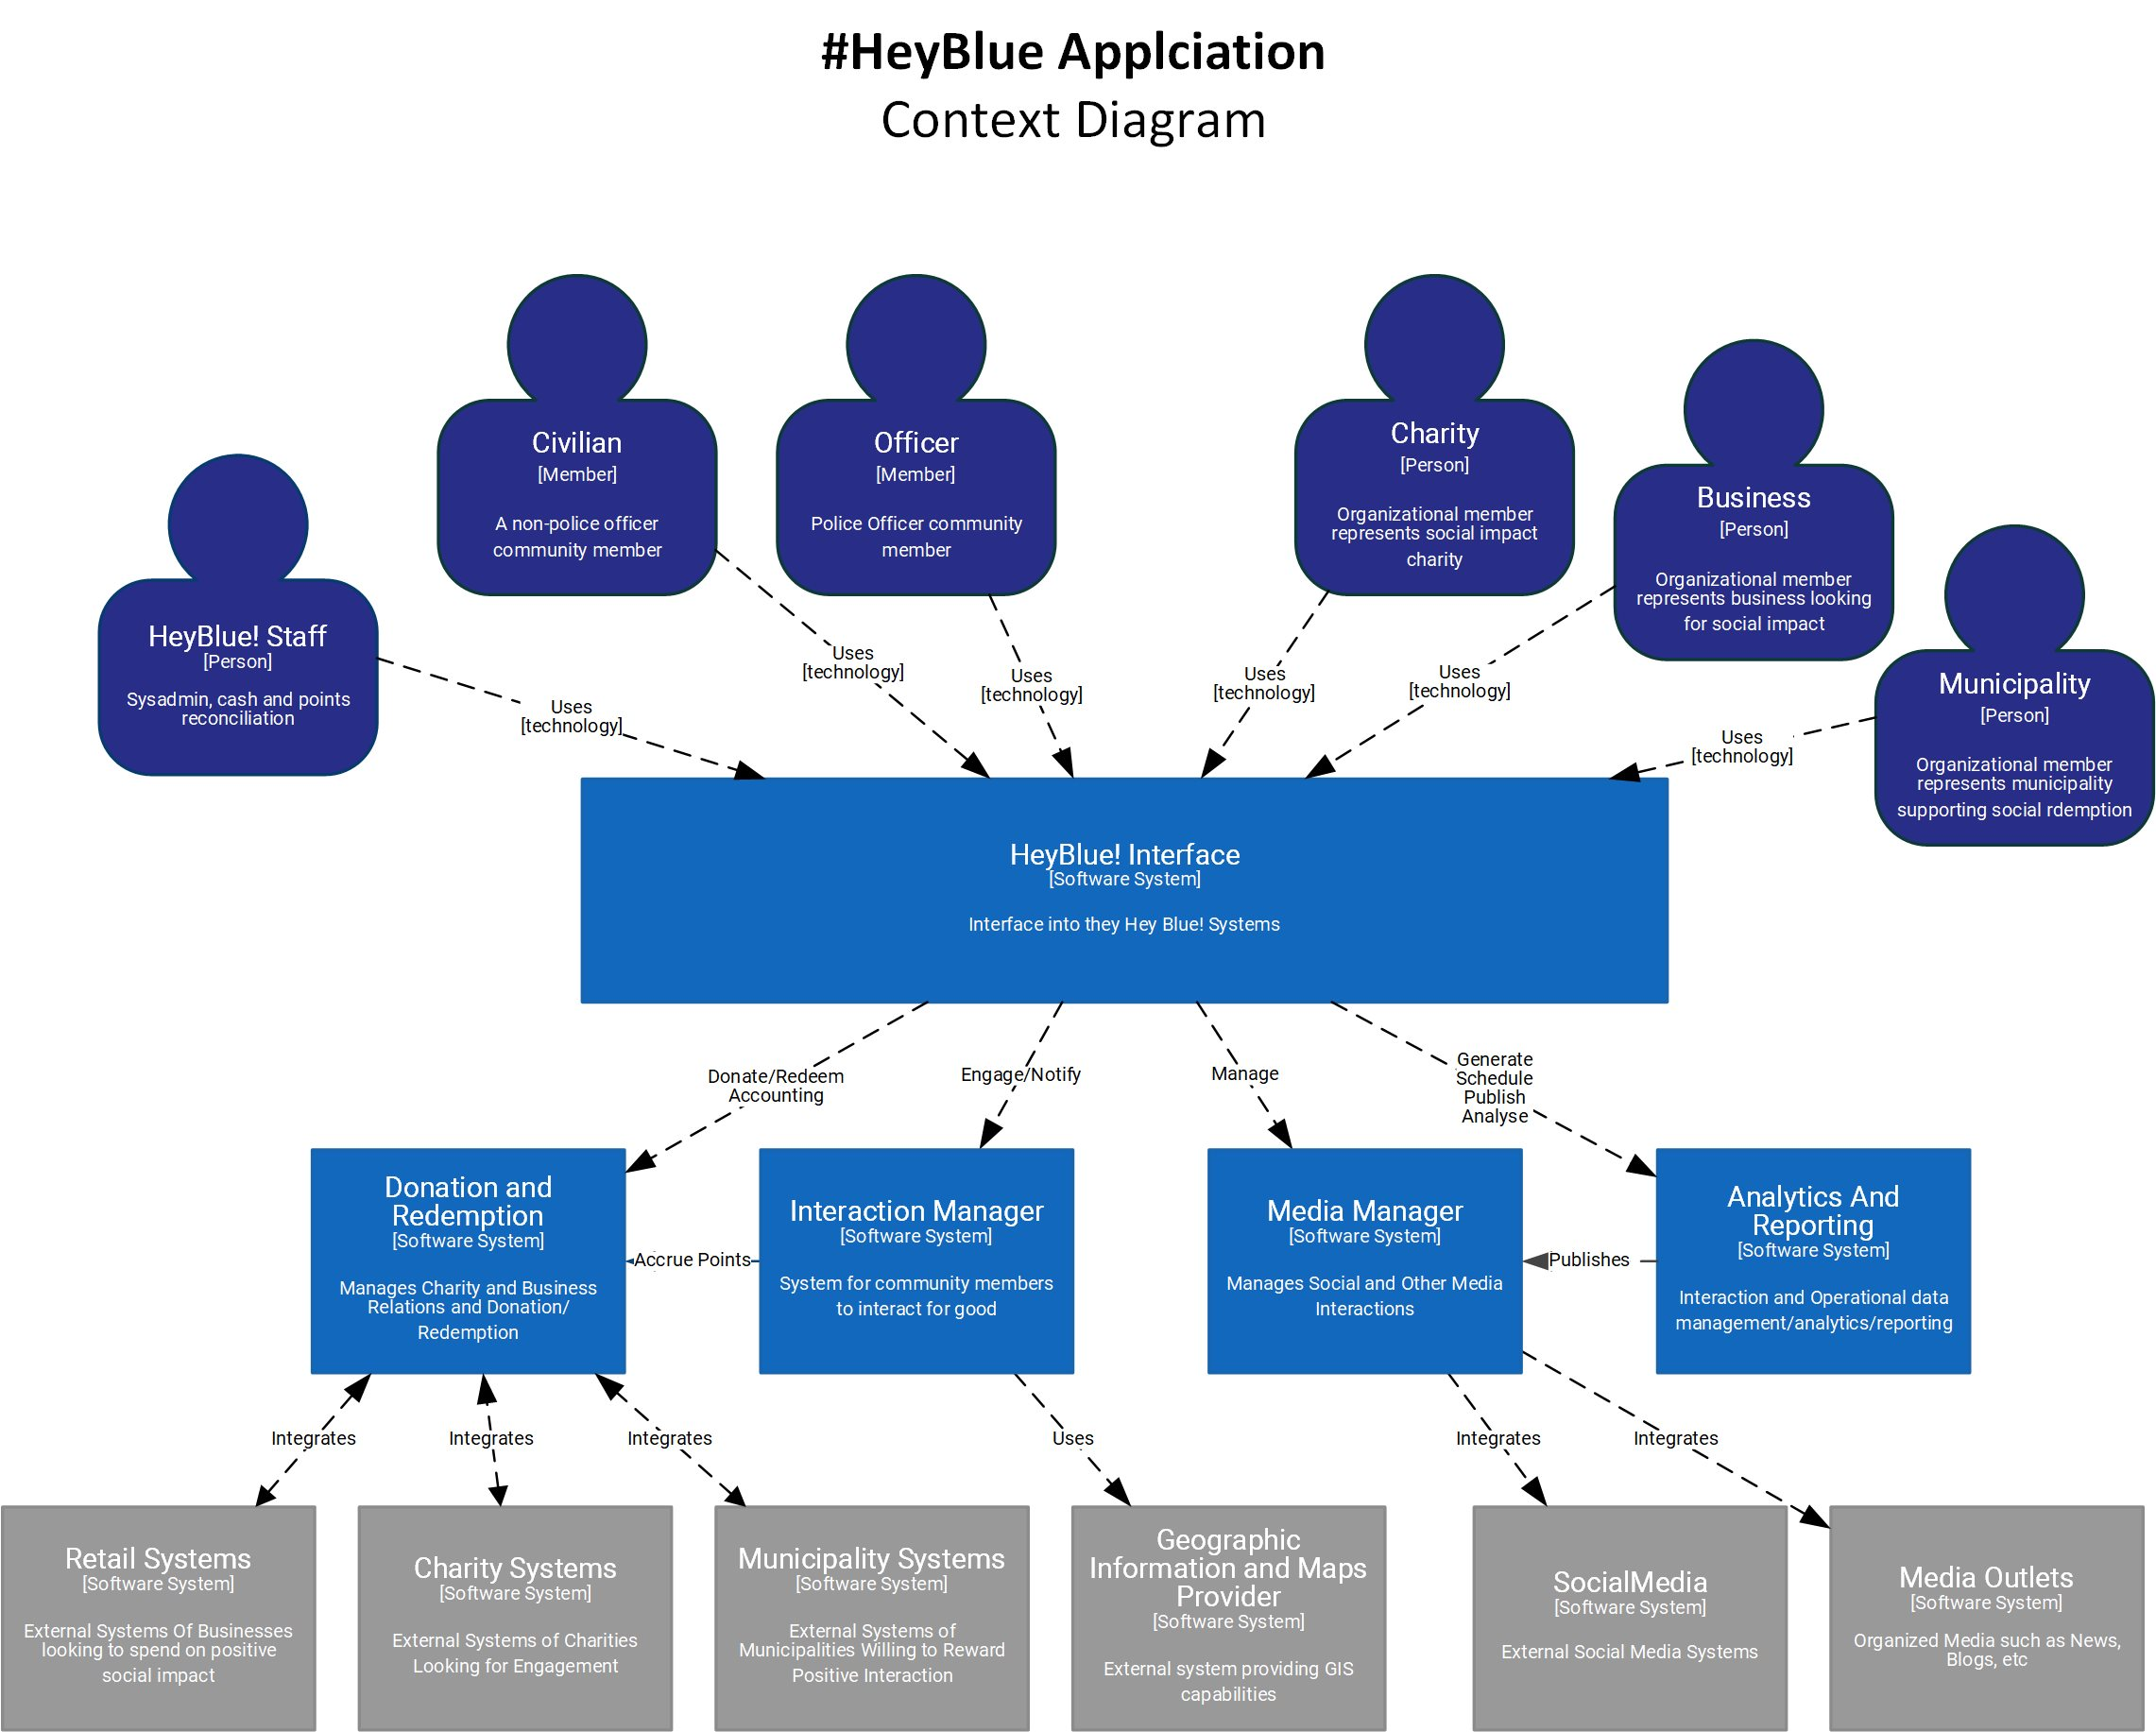 #HeyBlue Applciation
Context Diagram
Civilian
[Member]
A non-police officer
community member
Officer
[Member]
Police Officer community
member
Charity
[Person]
Organizational member
represents social impact
charity
Business
[Person]
Organizational member
represents business looking
for social impact
HeyBlue! Staff
[Person]
Sysadmin, cash and points
reconciliation
Municipality
[Person]
Organizational member
represents municipality
supporting social rdemption
Uses
[technology]
Uses
[technology]
Uses
[technology]
Uses
[technology]
Uses
[technology]
Uses
[technology]
HeyBlue! Interface
[Software System]
Interface into they Hey Blue! Systems
Donate/Redeem
Accounting
Engage/Notify
Manage
Generate
Schedule
Publish
Analyse
Donation and
Redemption
[Software System]
Manages Charity and Business
Relations and Donation/
Redemption
Accrue Points
Interaction Manager
[Software System]
System for community members
to interact for good
Media Manager
[Software System]
Manages Social and Other Media
Interactions
Publishes
Analytics And
Reporting
[Software System]
Interaction and Operational data
management/analytics/reporting
Integrates
Integrates
Integrates
Uses
Integrates
Integrates
Retail Systems
[Software System]
External Systems Of Businesses
looking to spend on positive
social impact
Charity Systems
[Software System]
External Systems of Charities
Looking for Engagement
Municipality Systems
[Software System]
External Systems of
Municipalities Willing to Reward
Positive Interaction
Geographic
Information and Maps
Provider
[Software System]
External system providing GIS
capabilities
SocialMedia
[Software System]
External Social Media Systems
Media Outlets
[Software System]
Organized Media such as News,
Blogs, etc